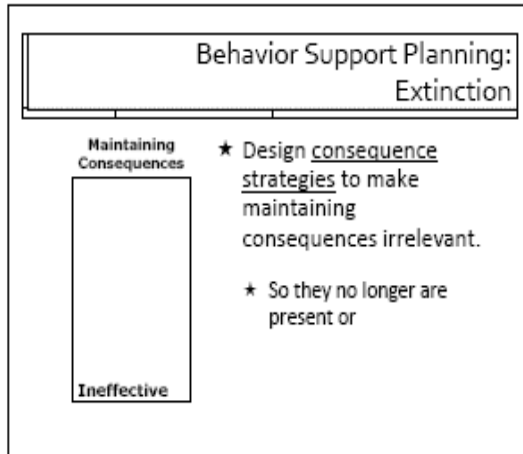 Behavior Support Planning:
Extinction
Maintaining
Consequences
Ineffective
★ Design consequence
strategies to make
maintaining
consequences irrelevant.
★ So they no longer are
present or